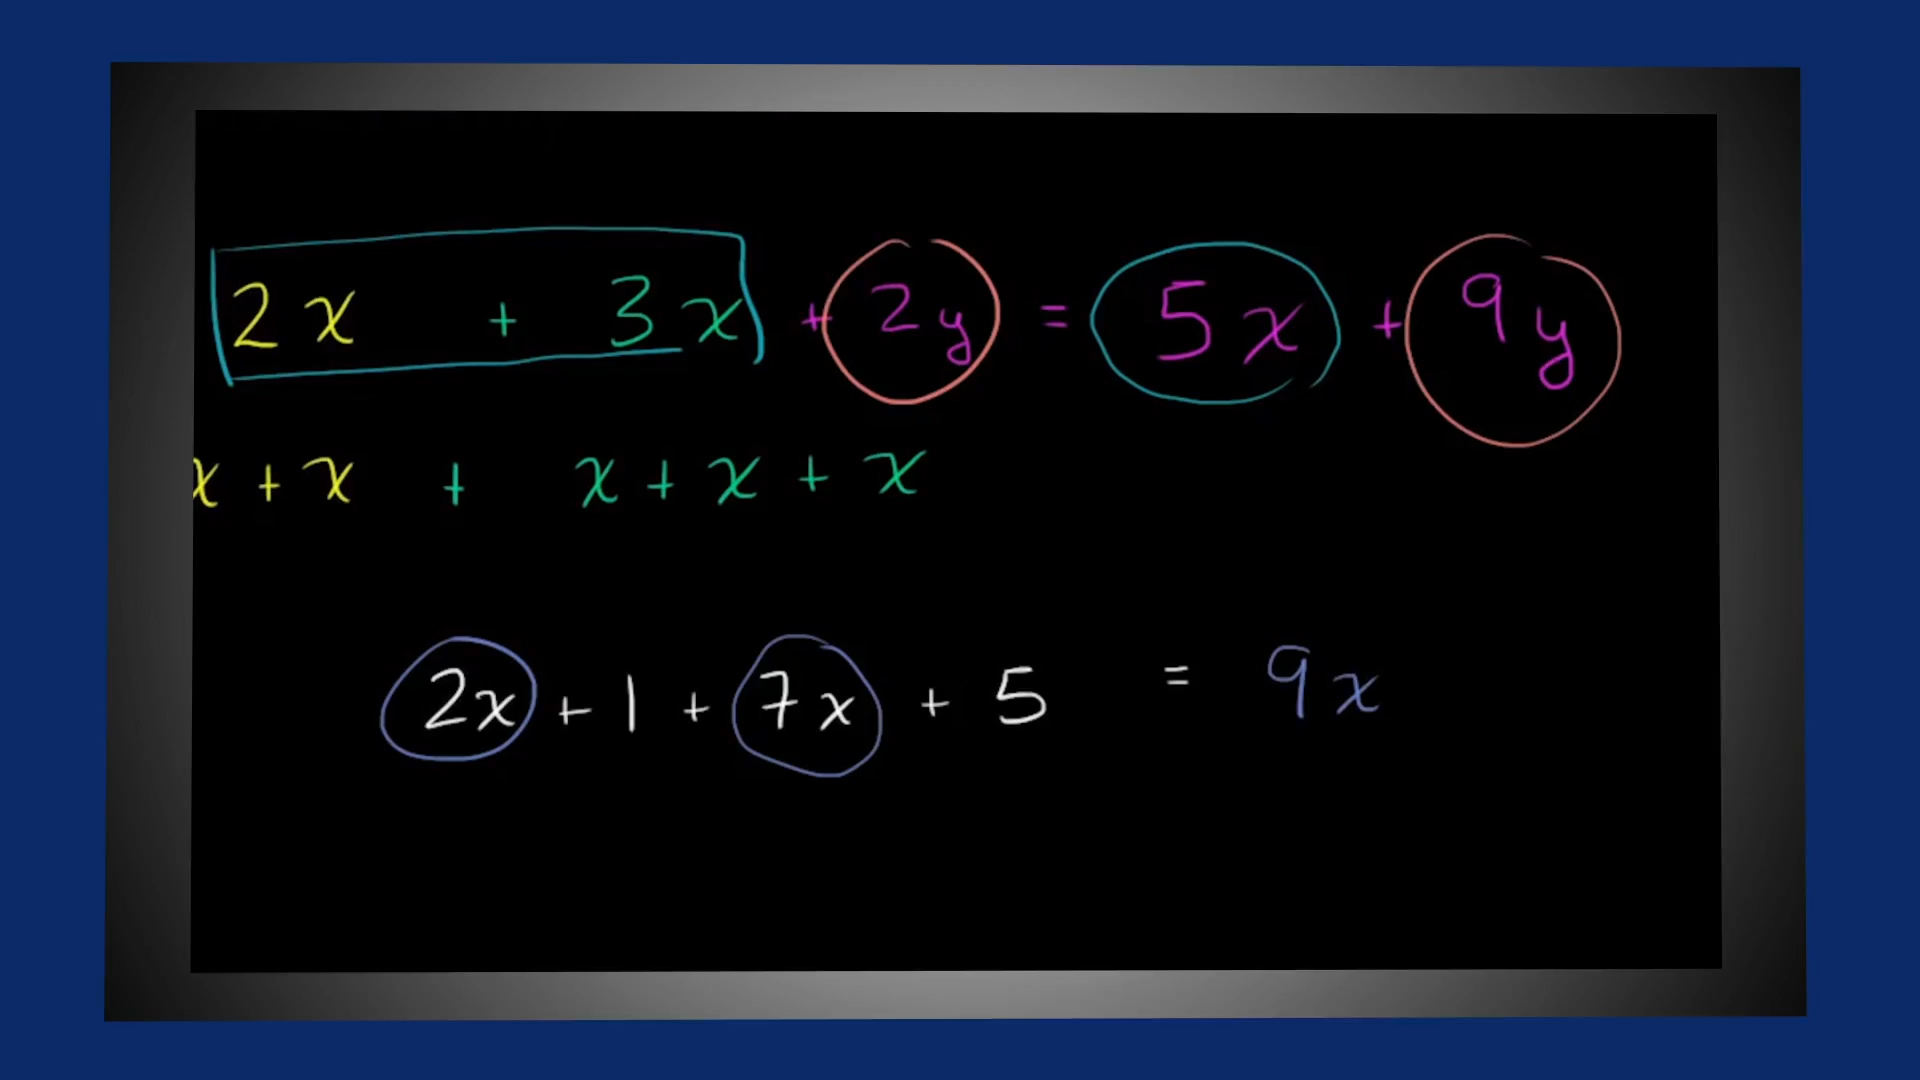 2x + 3x + 2y = 5x + 9y
x + x + x + x + x
2x + 1 + 7x + 5 = 9x